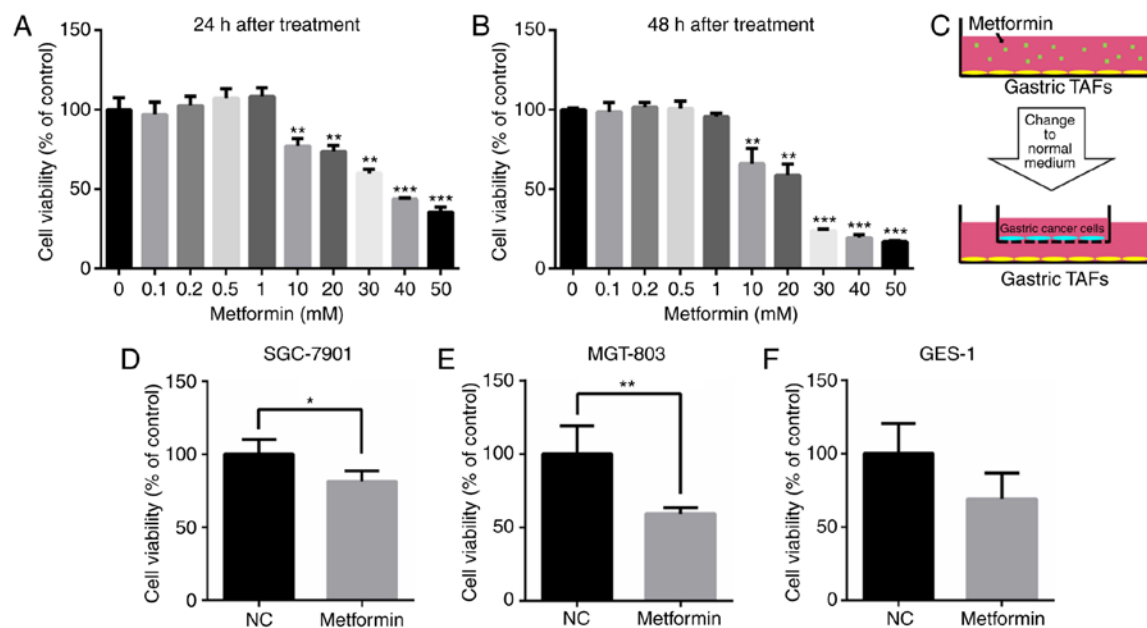 A
24 h after treatment
Cell viability (% of control)
150
100
50
0
**
**
**
***
***
0 0.1 0.2 0.5 1 10 20 30 40 50
Metformin (mM)
B
48 h after treatment
Cell viability (% of control)
150
100
50
0
**
**
***
***
***
0 0.1 0.2 0.5 1 10 20 30 40 50
Metformin (mM)
C
Metformin
Gastric TAFs
Change
to
normal
medium
Gastric cancer cells
Gastric TAFs
D
SGC-7901
Cell viability (% of control)
150
100
50
0
*
NC Metformin
E
MGT-803
Cell viability (% of control)
150
100
50
0
**
NC Metformin
F
GES-1
Cell viability (% of control)
150
100
50
0
NC Metformin